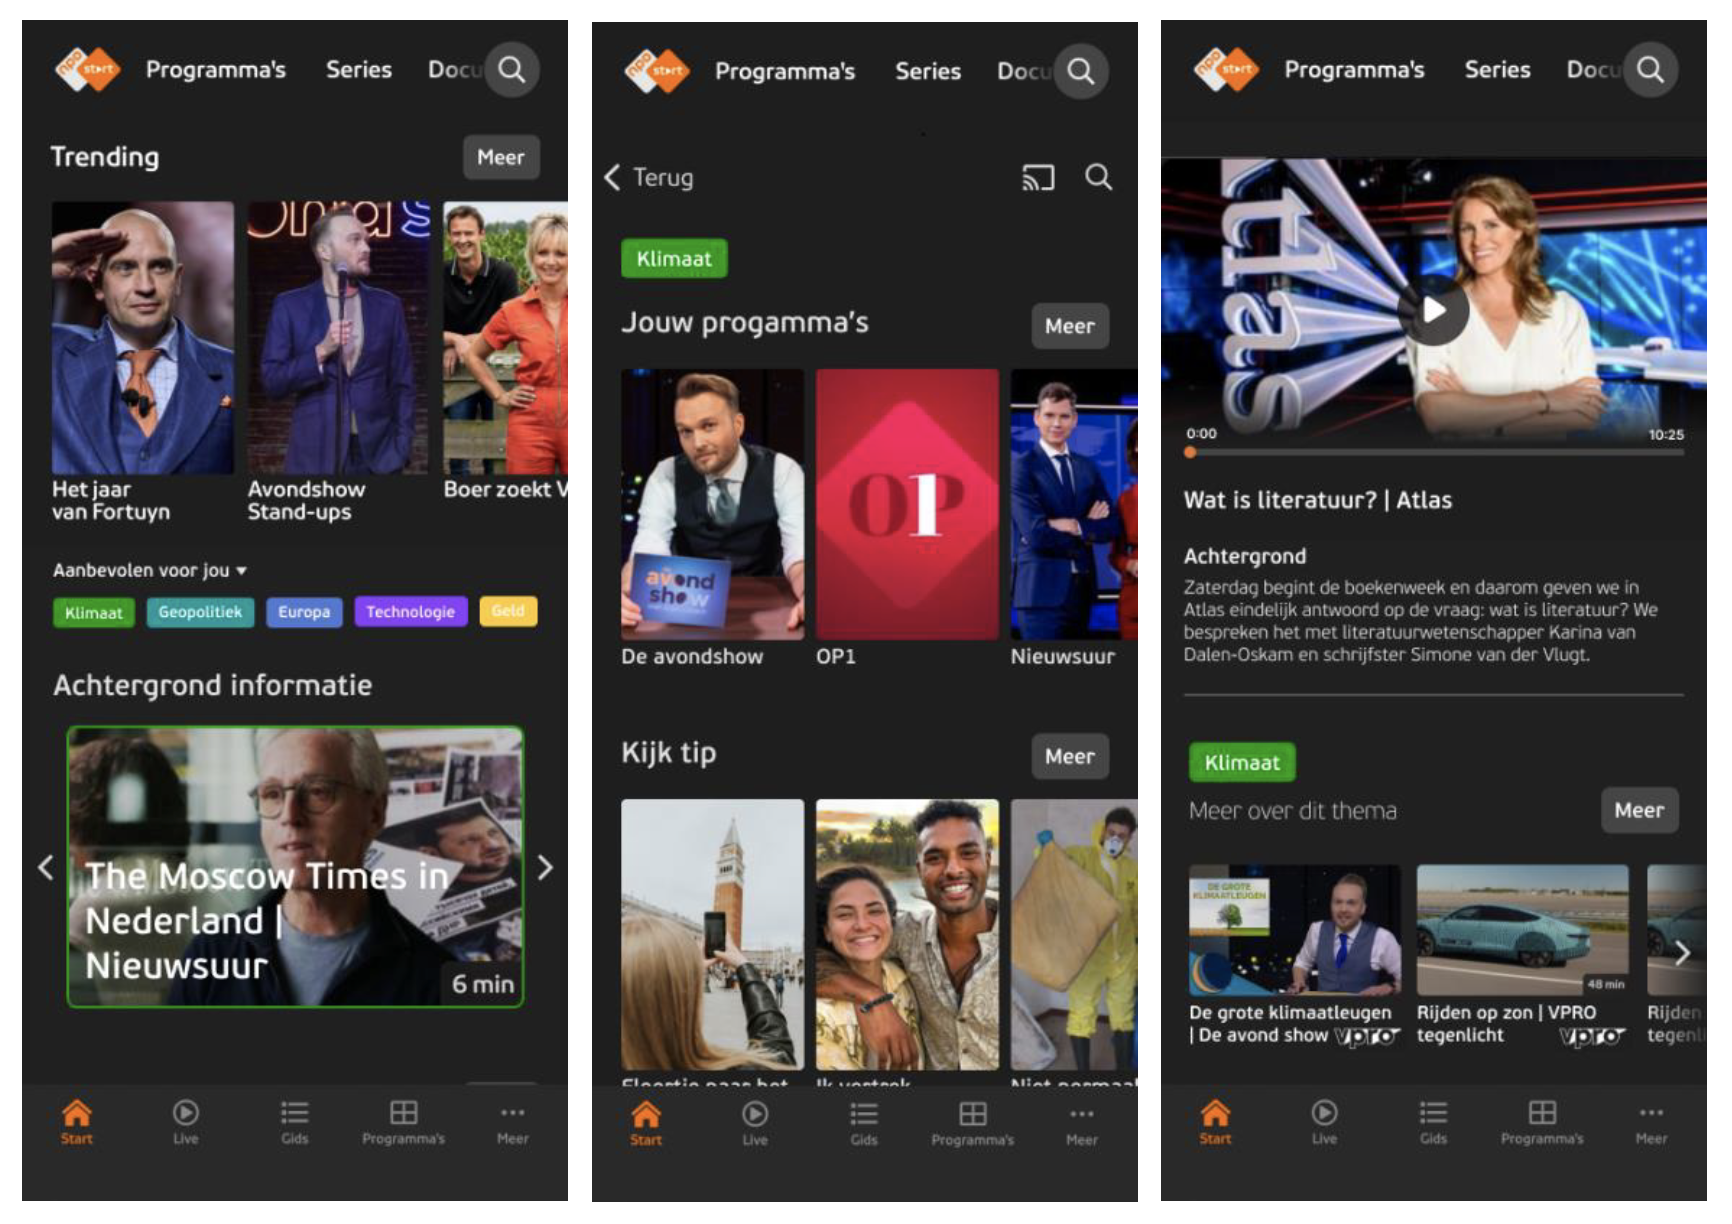 npo start
Programma's Series Docu
Trending
Meer
Het jaar
van Fortuyn
Avondshow
Stand-ups
Boer zoekt V
Aanbevolen voor jou
Klimaat Geopolitiek Europa Technologie Geld
Achtergrond informatie
The Moscow Times in
Nederland |
Nieuwsuur
6 min
Start Live Gids Programma's Meer
npo start
Programma's Series Docu
Terug
Klimaat
Jouw progamma's
Meer
OP1
avond
show
De avondshow
OP1
Nieuwsuur
Kijk tip
Meer
Start Live Gids Programma's Meer
npo start
Programma's Series Docu
atlas
0:00
10:25
Wat is literatuur? | Atlas
Achtergrond
Zaterdag begint de boekenweek en daarom geven we in
Atlas eindelijk antwoord op de vraag: wat is literatuur? We
bespreken het met literatuurwetenschapper Karina van
Dalen-Oskam en schrijfster Simone van der Vlugt.
Klimaat
Meer over dit thema
Meer
DE GROTE
KLIMAATLEUGEN
48 min
De grote klimaatleugen
| De avond show vpro
Rijden op zon | VPRO
tegenlicht vpro
Rijden
tegenli
Start Live Gids Programma's Meer